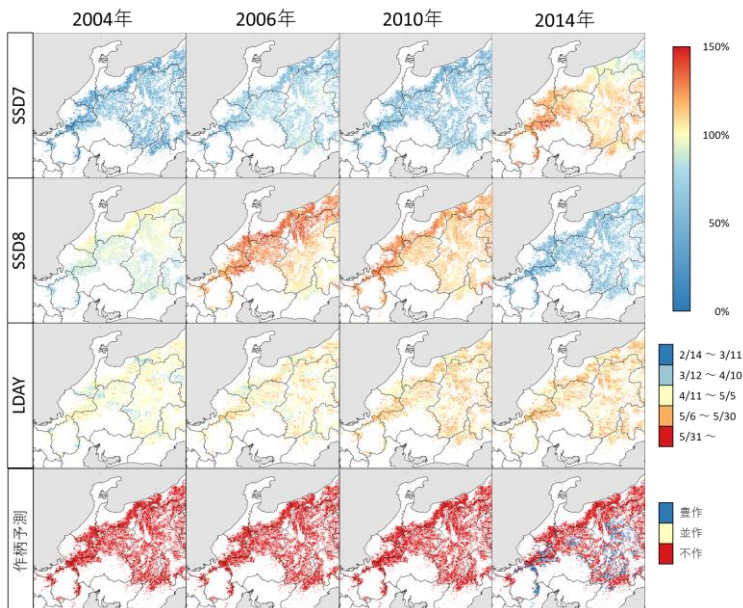 2004年 2006年 2010年 2014年
SSD7
150%
100%
50%
0%
SSD8
LDAY
2/14 ～ 3/11
3/12 ～ 4/10
4/11 ～ 5/5
5/6 ～ 5/30
5/31 ～
作柄予測
豊作
並作
不作